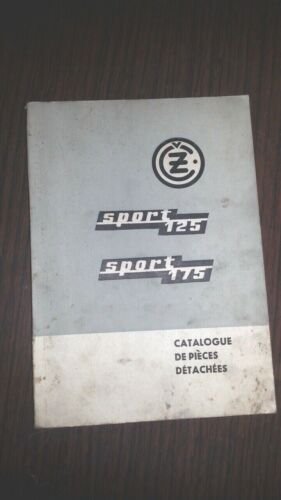 ČZ
sport
125
sport
175
CATALOGUE
DE PIÈCES
DÉTACHÉES